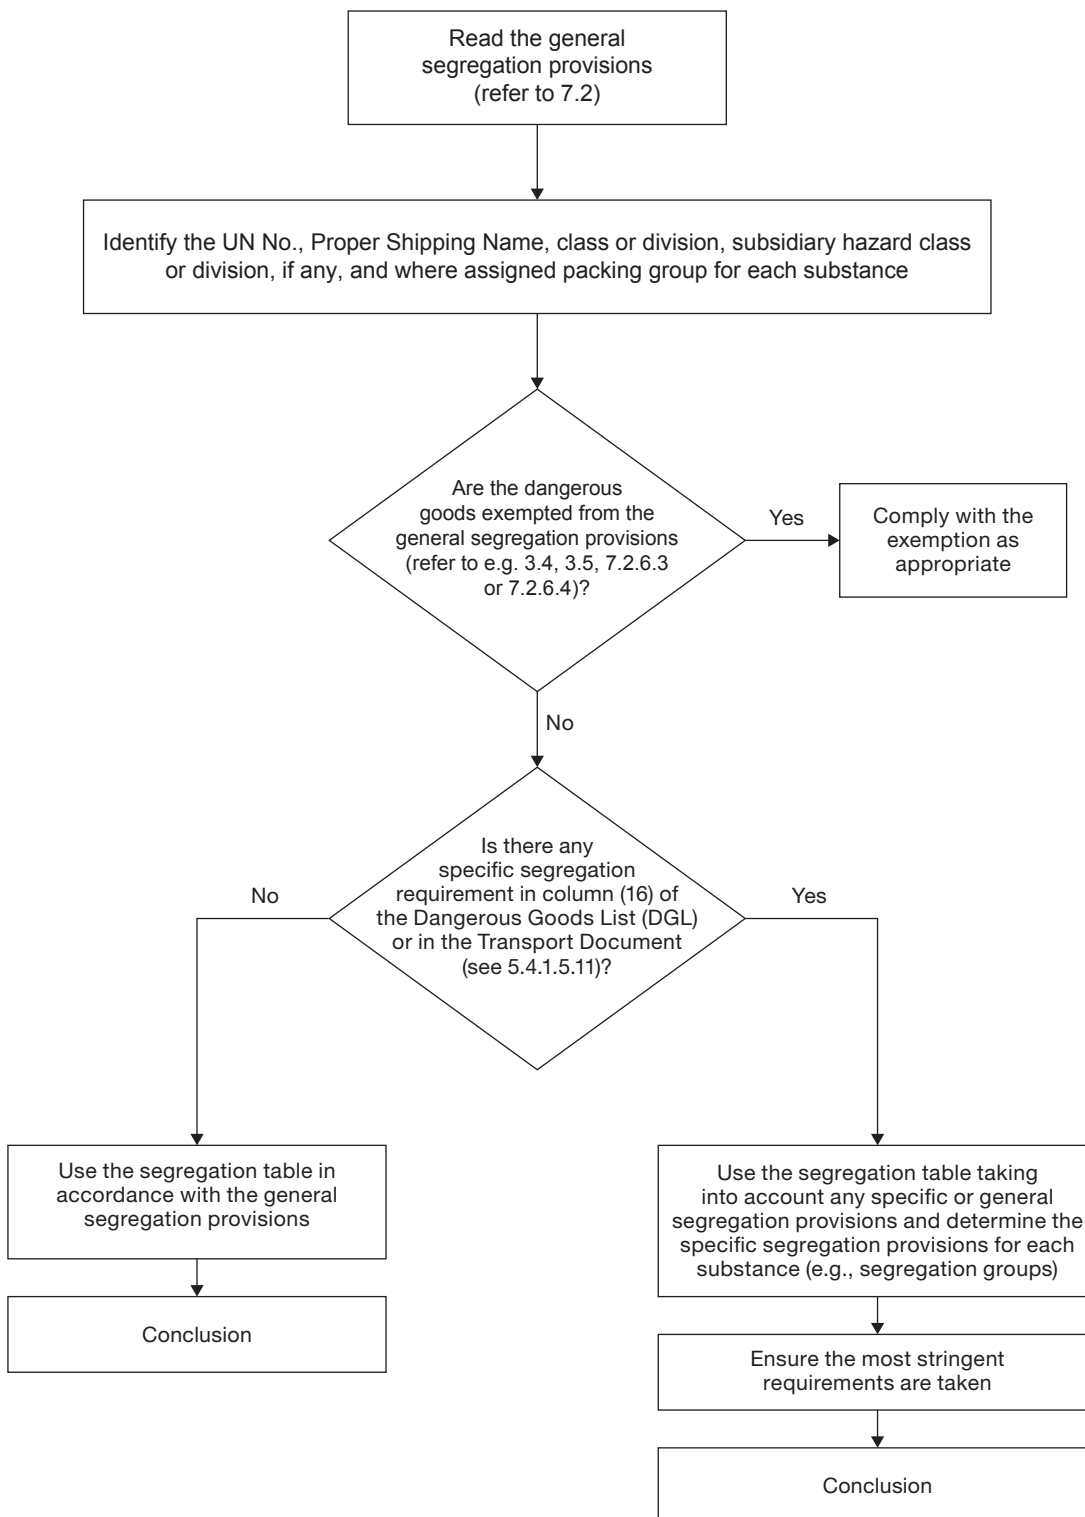 Read the general
segregation provisions
(refer to 7.2)
Identify the UN No., Proper Shipping Name, class or division, subsidiary hazard class
or division, if any, and where assigned packing group for each substance
Are the dangerous
goods exempted from the
general segregation provisions
(refer to e.g. 3.4, 3.5, 7.2.6.3
or 7.2.6.4)?
Yes
Comply with the
exemption as
appropriate
No
Is there any
specific segregation
requirement in column (16) of
the Dangerous Goods List (DGL)
or in the Transport Document
(see 5.4.1.5.11)?
No
Yes
Use the segregation table in
accordance with the general
segregation provisions
Conclusion
Use the segregation table taking
into account any specific or general
segregation provisions and determine the
specific segregation provisions for each
substance (e.g., segregation groups)
Ensure the most stringent
requirements are taken
Conclusion